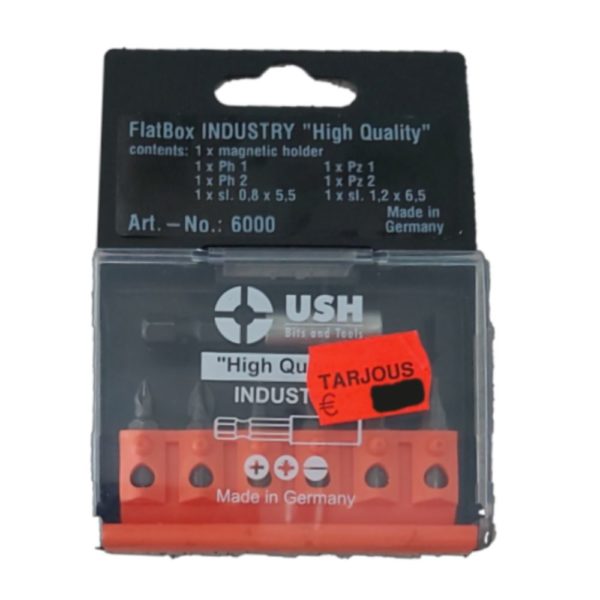 FlatBox INDUSTRY "High Quality"
contents: 1 x magnetic holder
1 x Ph 1 1 x Pz 1
1 x Ph 2 1 x Pz 2
1 x sl. 0,8 x 5.5 1 x sl. 1,2 x 6,5
Art. –No.: 6000
Made in
Germany
USH
Bits and Tools
"High Qu
INDUST
TARJOUS
€
Made in Germany